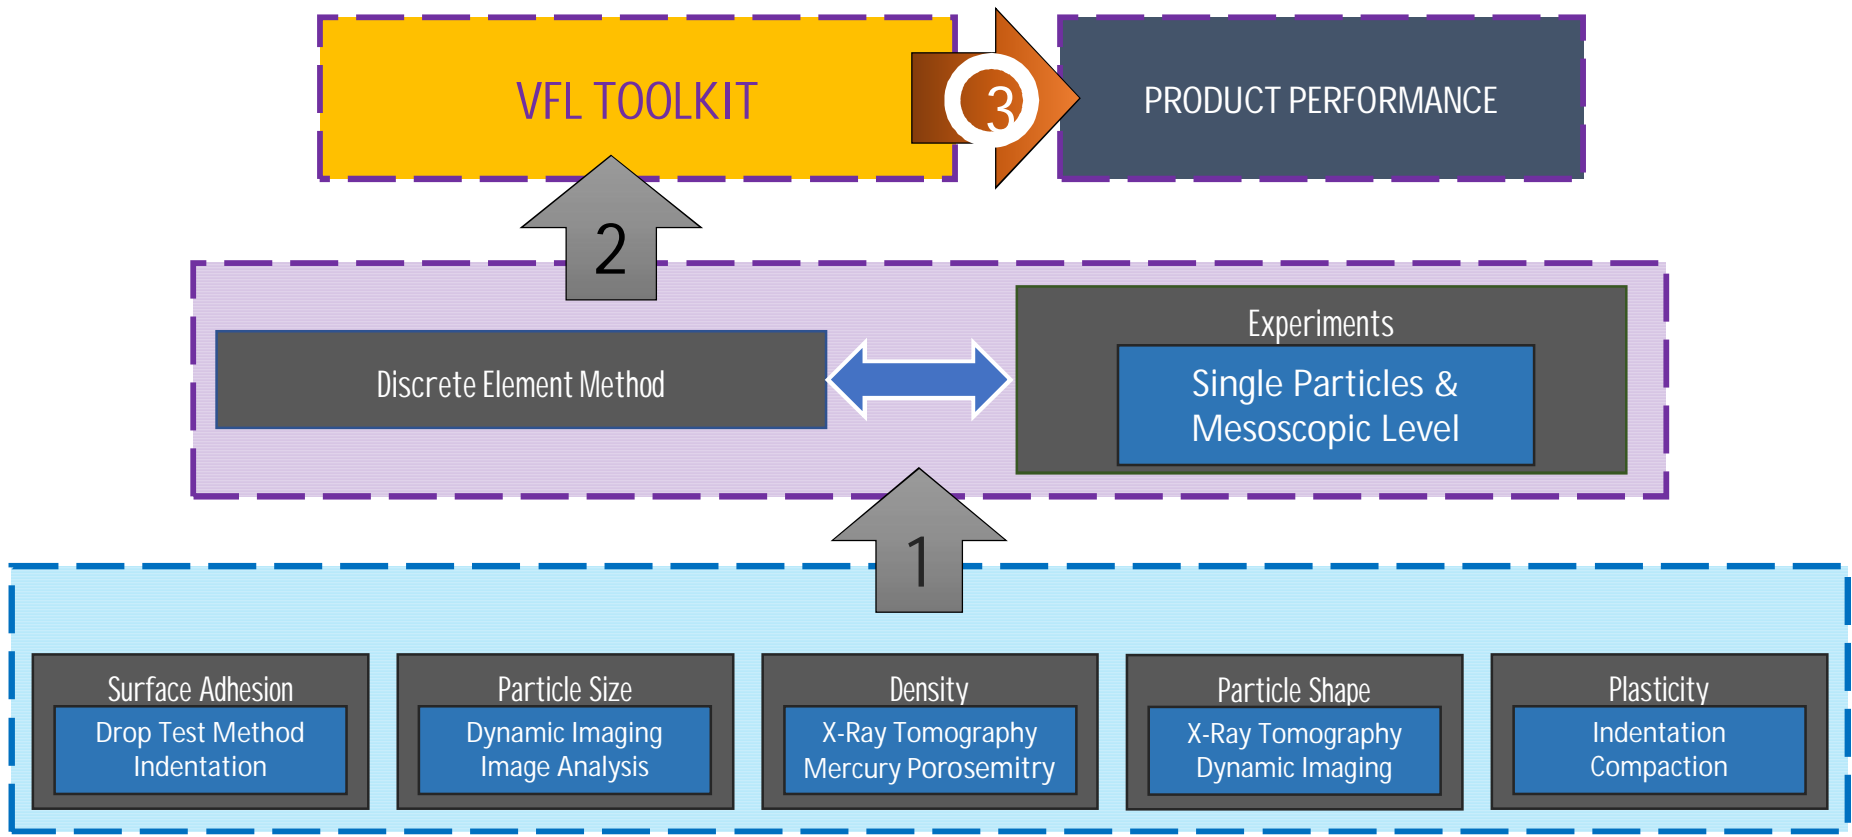 VFL TOOLKIT
3
PRODUCT PERFORMANCE
2
Discrete Element Method
Experiments
Single Particles &
Mesoscopic Level
1
Surface Adhesion
Drop Test Method
Indentation
Particle Size
Dynamic Imaging
Image Analysis
Density
X-Ray Tomography
Mercury Porosemitry
Particle Shape
X-Ray Tomography
Dynamic Imaging
Plasticity
Indentation
Compaction